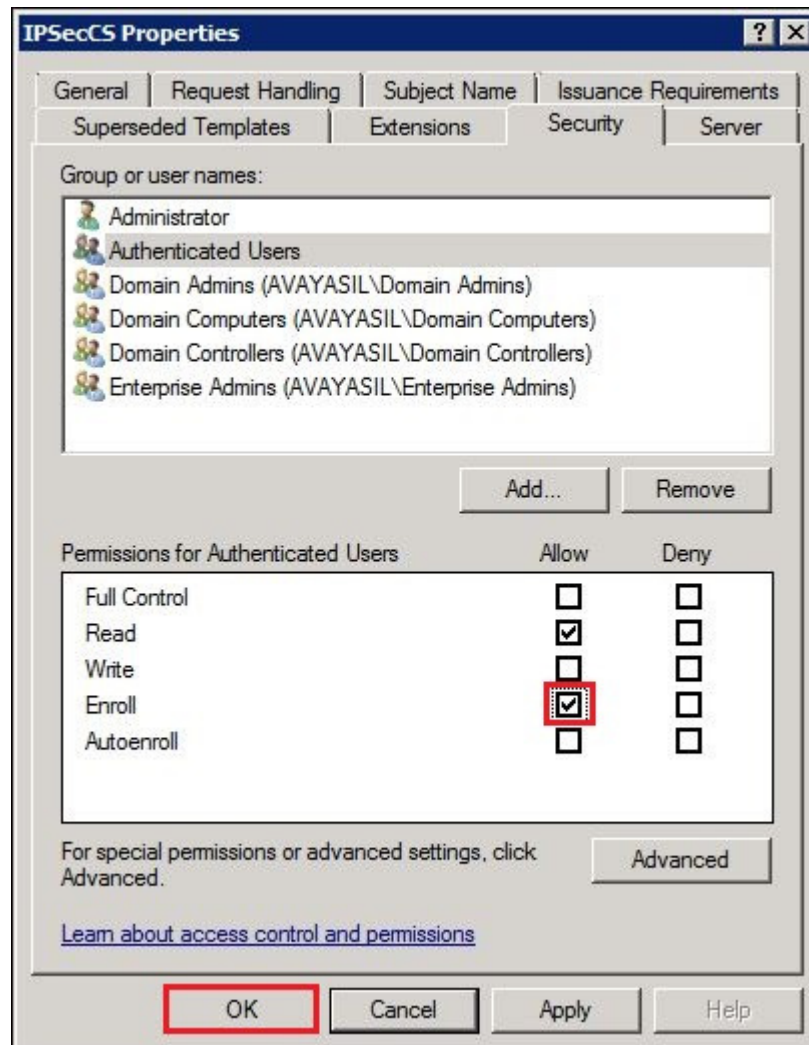 IPSecCS Properties
General Request Handling Subject Name Issuance Requirements
Superseded Templates Extensions Security Server
Group or user names:
Administrator
Authenticated Users
Domain Admins (AVAYASIL\Domain Admins)
Domain Computers (AVAYASIL\Domain Computers)
Domain Controllers (AVAYASIL\Domain Controllers)
Enterprise Admins (AVAYASIL\Enterprise Admins)
Add... Remove
Permissions for Authenticated Users Allow Deny
Full Control
Read
Write
Enroll
Autoenroll
For special permissions or advanced settings, click
Advanced.
Advanced
Learn about access control and permissions
OK Cancel Apply Help